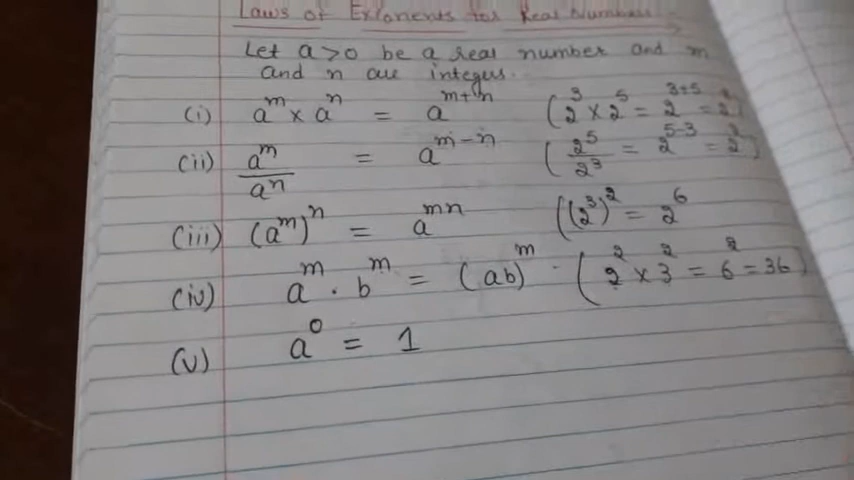 Laws of Exponents for Real Numbers
Let a > 0 be a real number and m
and n are integers.
(i) a^m × a^n = a^{m+n} (2^3 × 2^5 = 2^{3+5} = 2^8)
(ii) a^m / a^n = a^{m-n} (2^5 / 2^3 = 2^{5-3} = 2^2)
(iii) (a^m)^n = a^{mn} ((2^3)^2 = 2^6
(iv) a^m . b^m = (ab)^m . (2^2 × 3^2 = 6^2 = 36)
(v) a^0 = 1